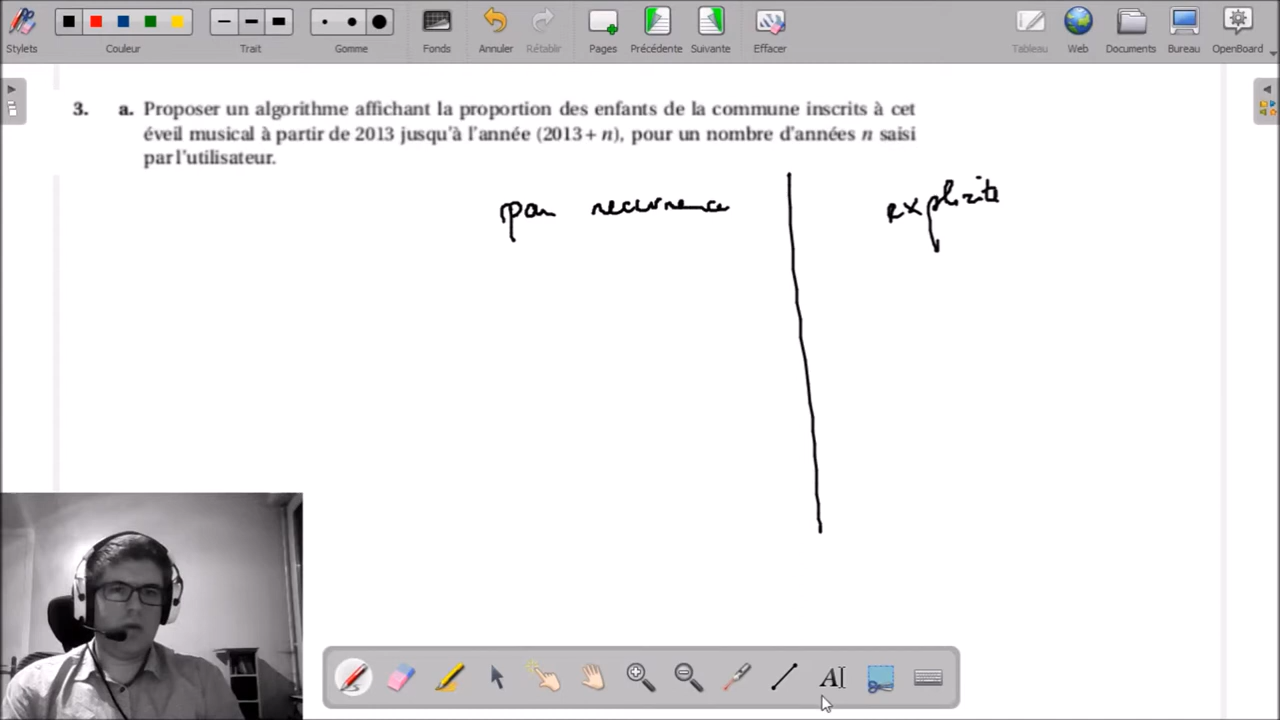 Stylets
Couleur
Trait
Gomme
Fonds
Annuler
Rétablir
Pages
Précédente
Suivante
Effacer
Tableau
Web
Documents
Bureau
OpenBoard
3. a. Proposer un algorithme affichant la proportion des enfants de la commune inscrits à cet
éveil musical à partir de 2013 jusqu'à l'année (2013 + n), pour un nombre d'années n saisi
par l'utilisateur.
par recurrence
explicite
AI